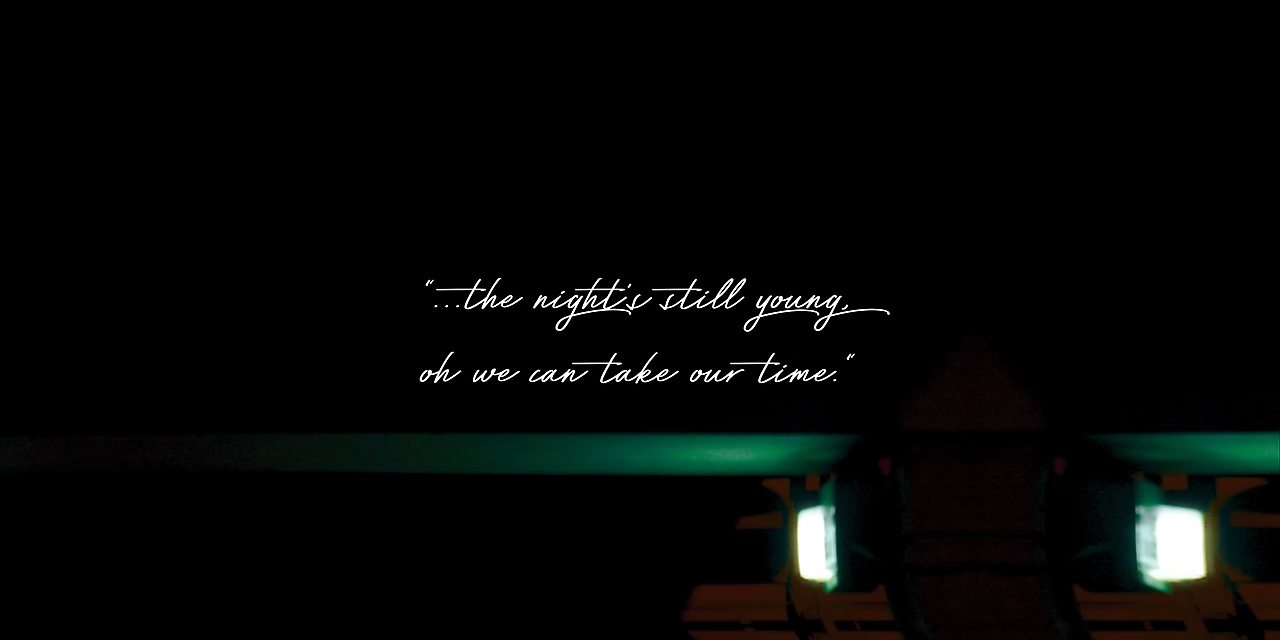 "...the night's still young,
oh we can take our time."